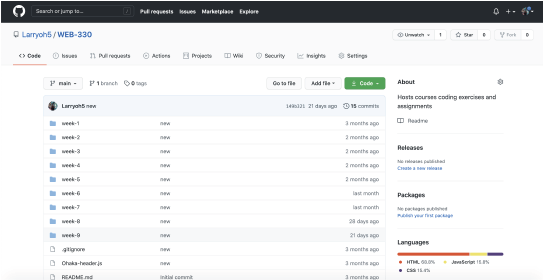 Search or jump to...
/
Pull requests Issues Marketplace Explore
Larryoh5 / WEB-330
Unwatch 1
Star 0
Fork 0
Code
Issues
Pull requests
Actions
Projects
Wiki
Security
Insights
Settings
main
1 branch
0 tags
Go to file
Add file
Code
Larryoh5 new
21 days ago
15 commits
week-1 new 3 months ago
week-2 new 3 months ago
week-3 new 2 months ago
week-4 new 2 months ago
week-5 new 2 months ago
week-6 new last month
week-7 new last month
week-8 new 28 days ago
week-9 new 21 days ago
.gitignore new 3 months ago
Ohaka-header.js new 3 months ago
README.md Initial commit 3 months ago
About
Hosts courses coding exercises and
assignments
Readme
Releases
No releases published
Create a new release
Packages
No packages published
Publish your first package
Languages
HTML 68.8% JavaScript 15.8%
CSS 15.4%